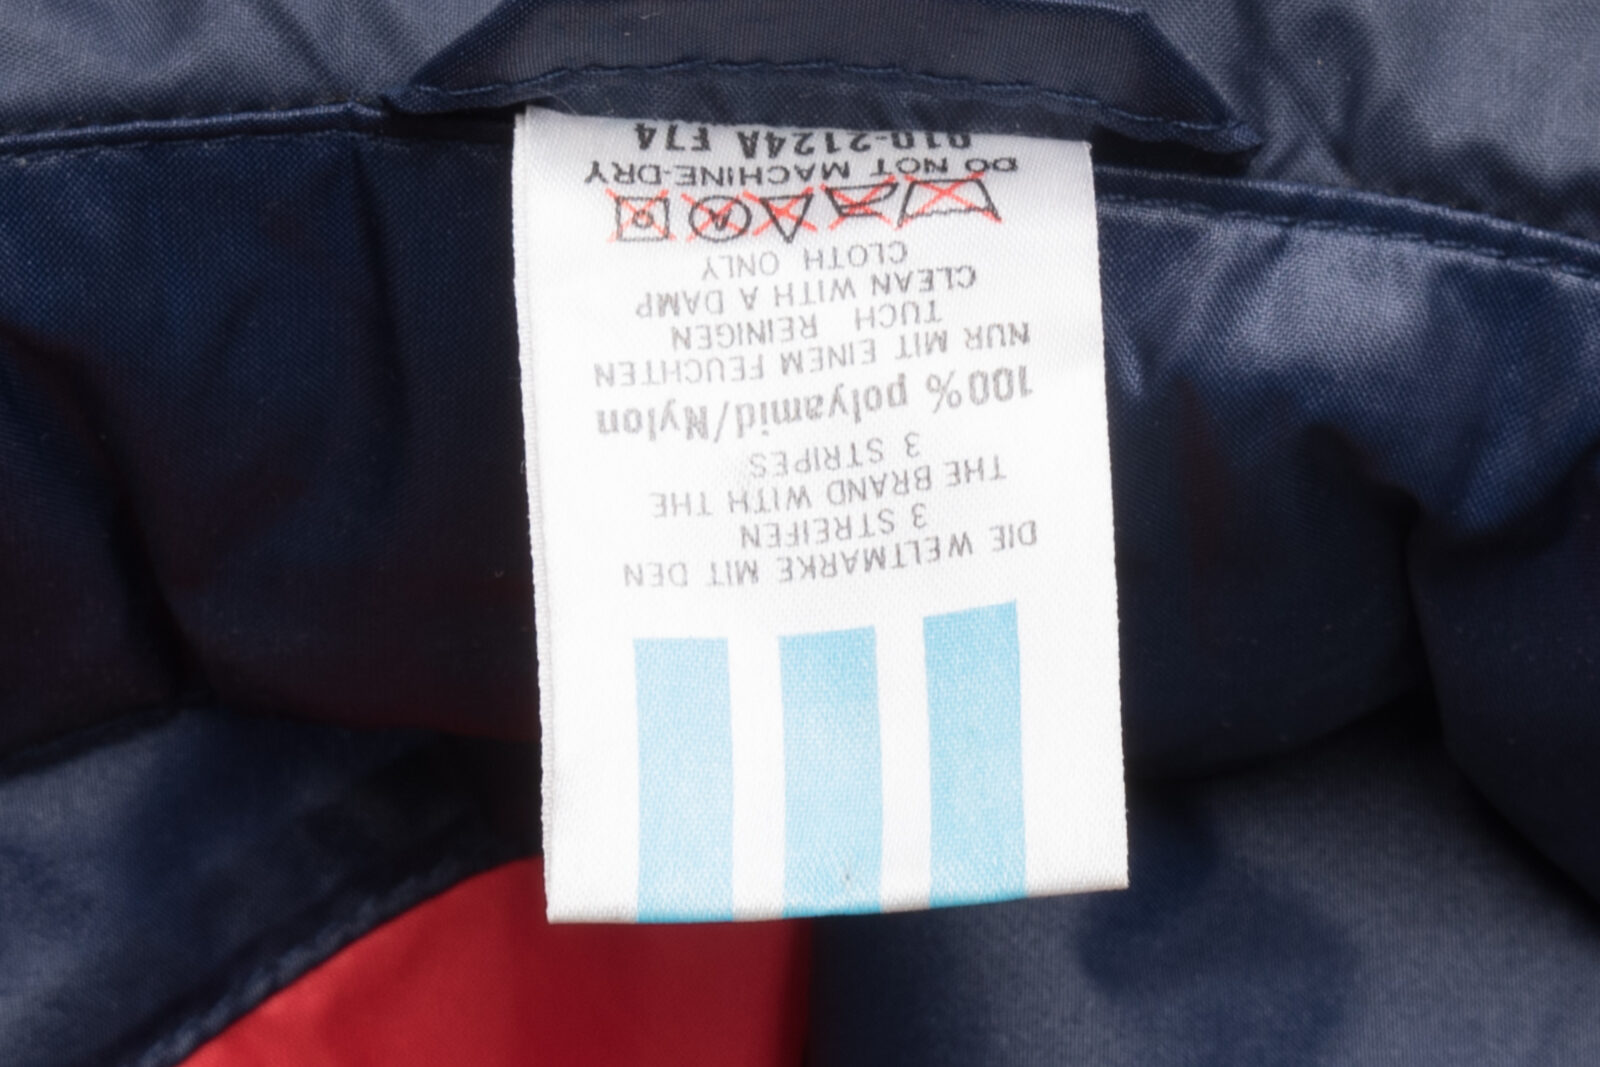 DIE WELTMARKE MIT DEN
3 STREIFEN
THE BRAND WITH THE
3 STRIPES
100% polyamid/Nylon
NUR MIT EINEM FEUCHTEN
TUCH REINIGEN
CLEAN WITH A DAMP
CLOTH ONLY
A
DO NOT MACHINE-DRY
010-2124A F74